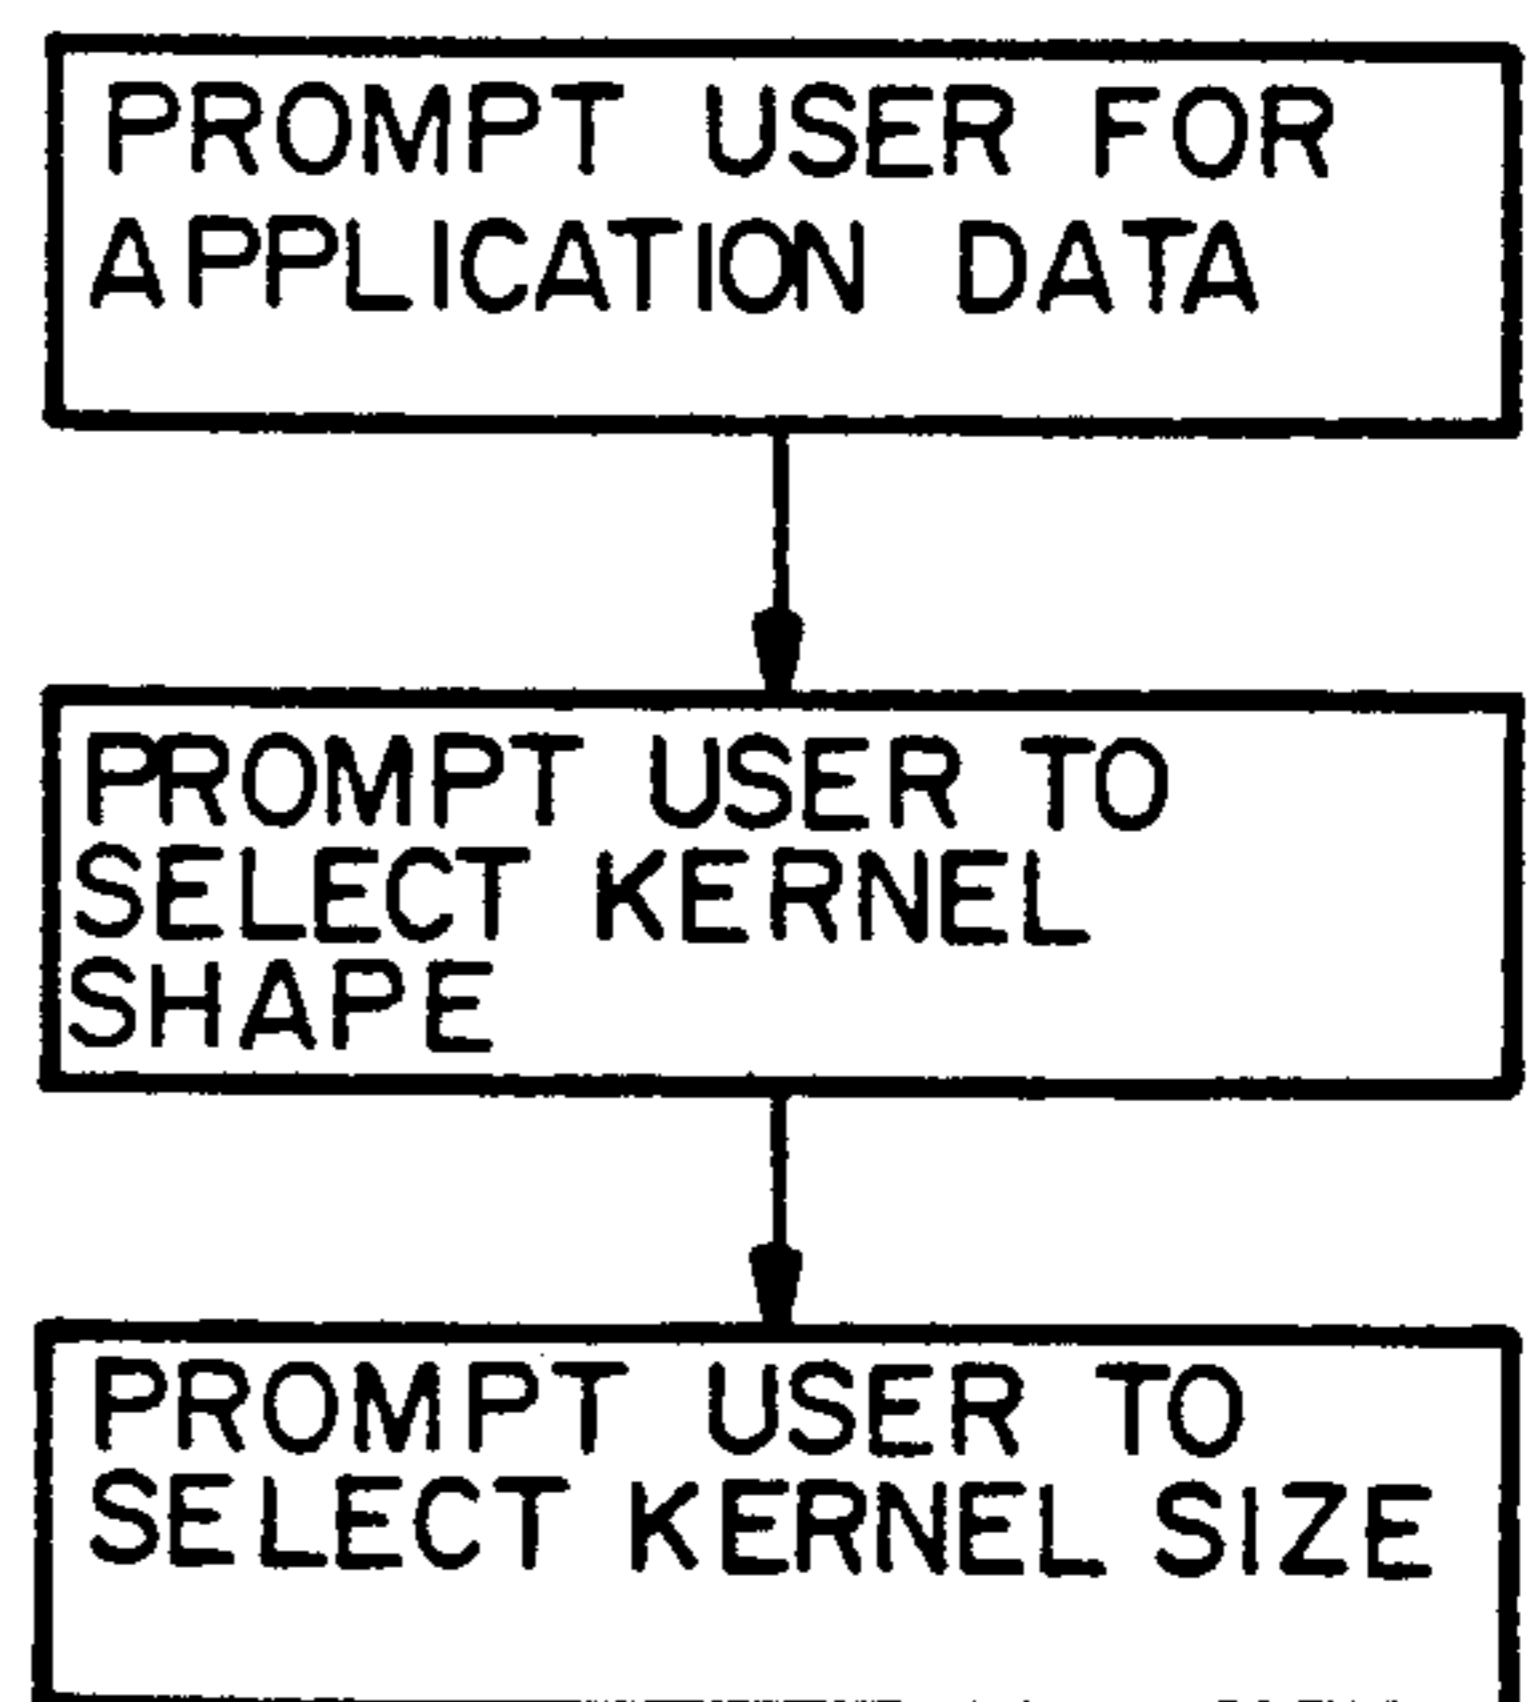 PROMPT USER FOR
APPLICATION DATA
PROMPT USER TO
SELECT KERNEL
SHAPE
PROMPT USER TO
SELECT KERNEL SIZE